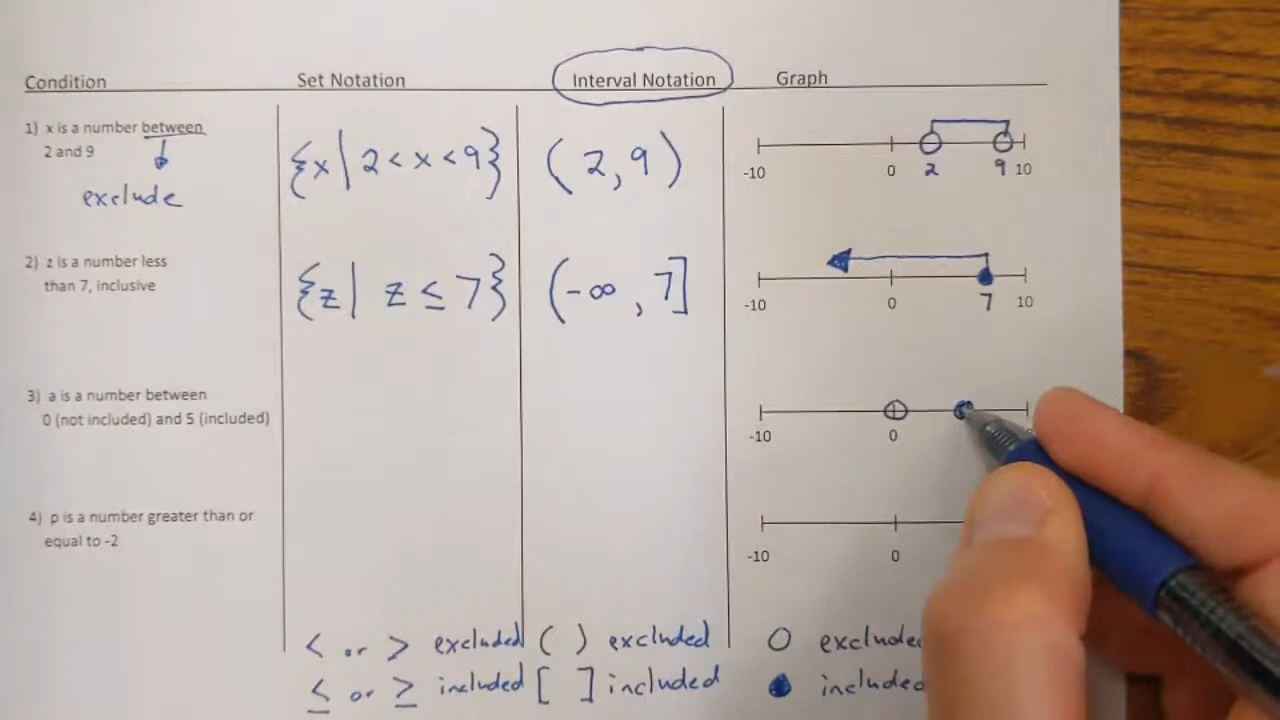 Condition Set Notation Interval Notation Graph
1) x is a number between
2 and 9
exclude
{x| 2 < x < 9}
(2, 9)
-10 0 2 9 10
2) z is a number less
than 7, inclusive
{z| z ≤ 7}
(-∞, 7]
-10 0 7 10
3) a is a number between
0 (not included) and 5 (included)
-10 0
4) p is a number greater than or
equal to -2
-10 0
< or > excluded ( ) excluded O excluded
≤ or ≥ included [ ] included ● included